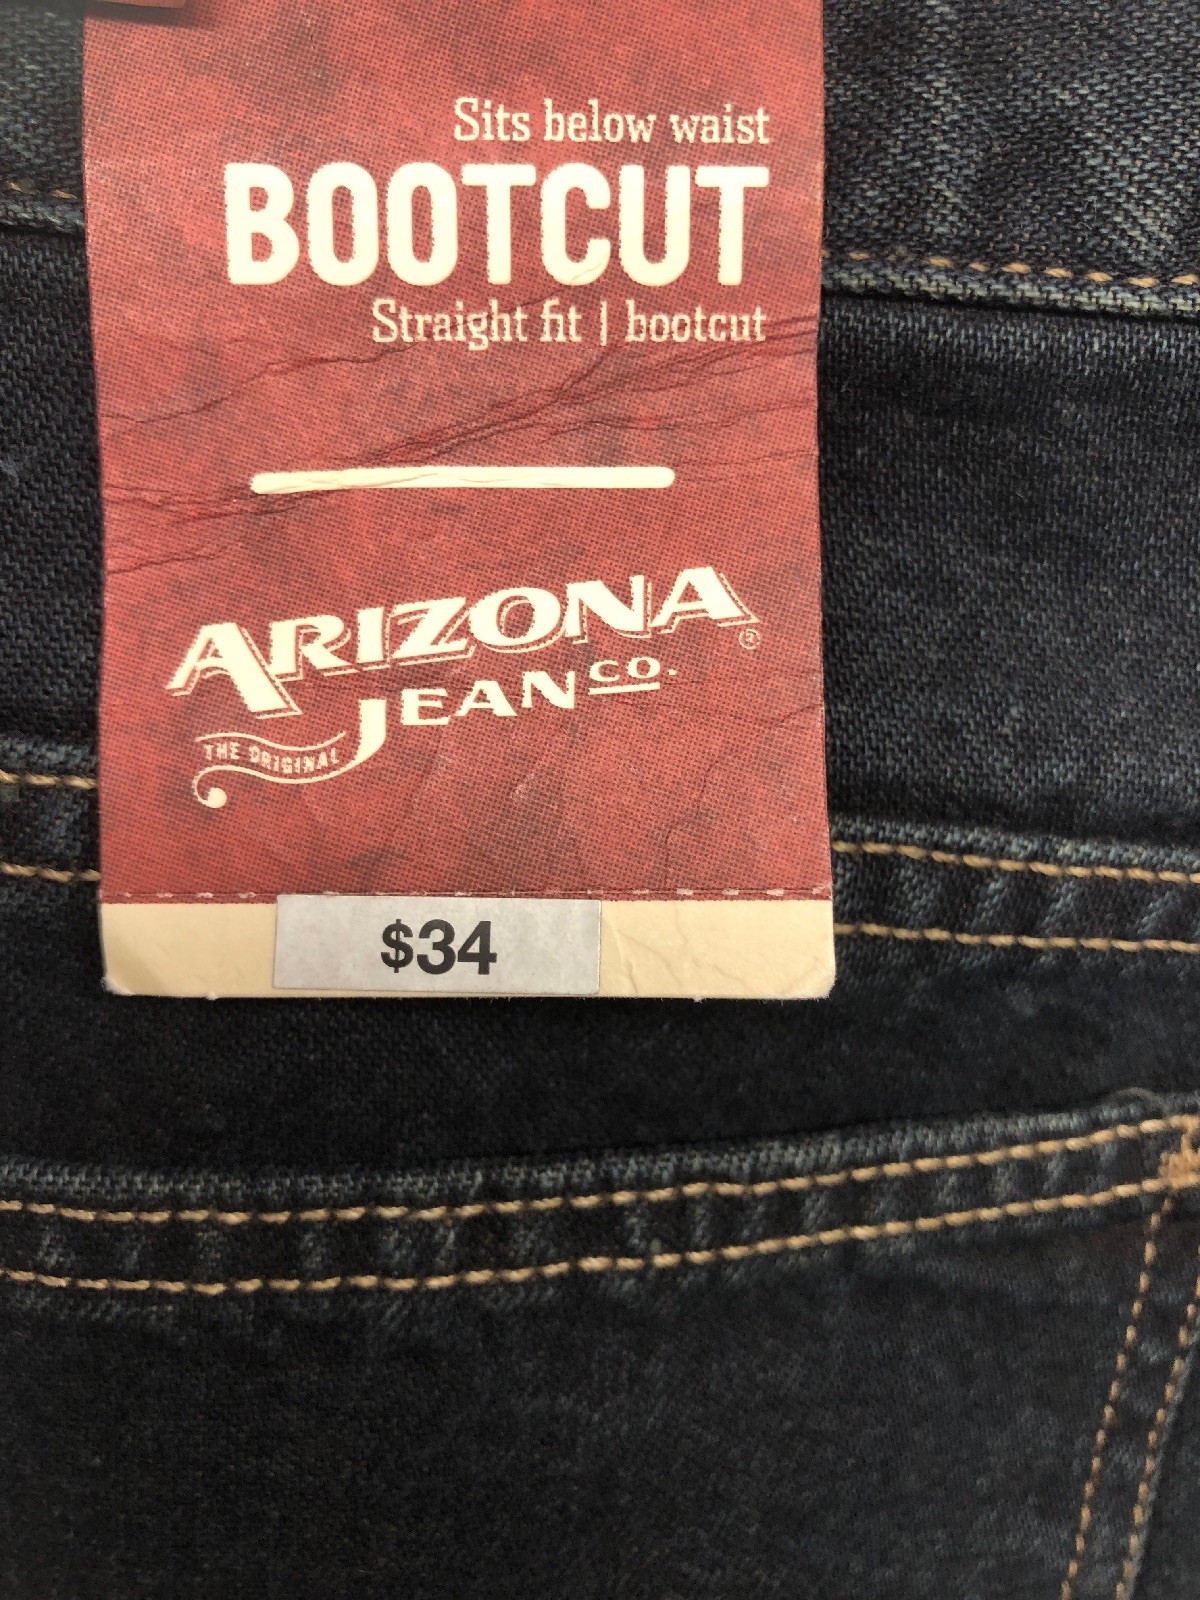 Sits below waist
BOOTCUT
Straight fit | bootcut
ARIZONA ®
JEAN CO.
THE ORIGINAL
$34